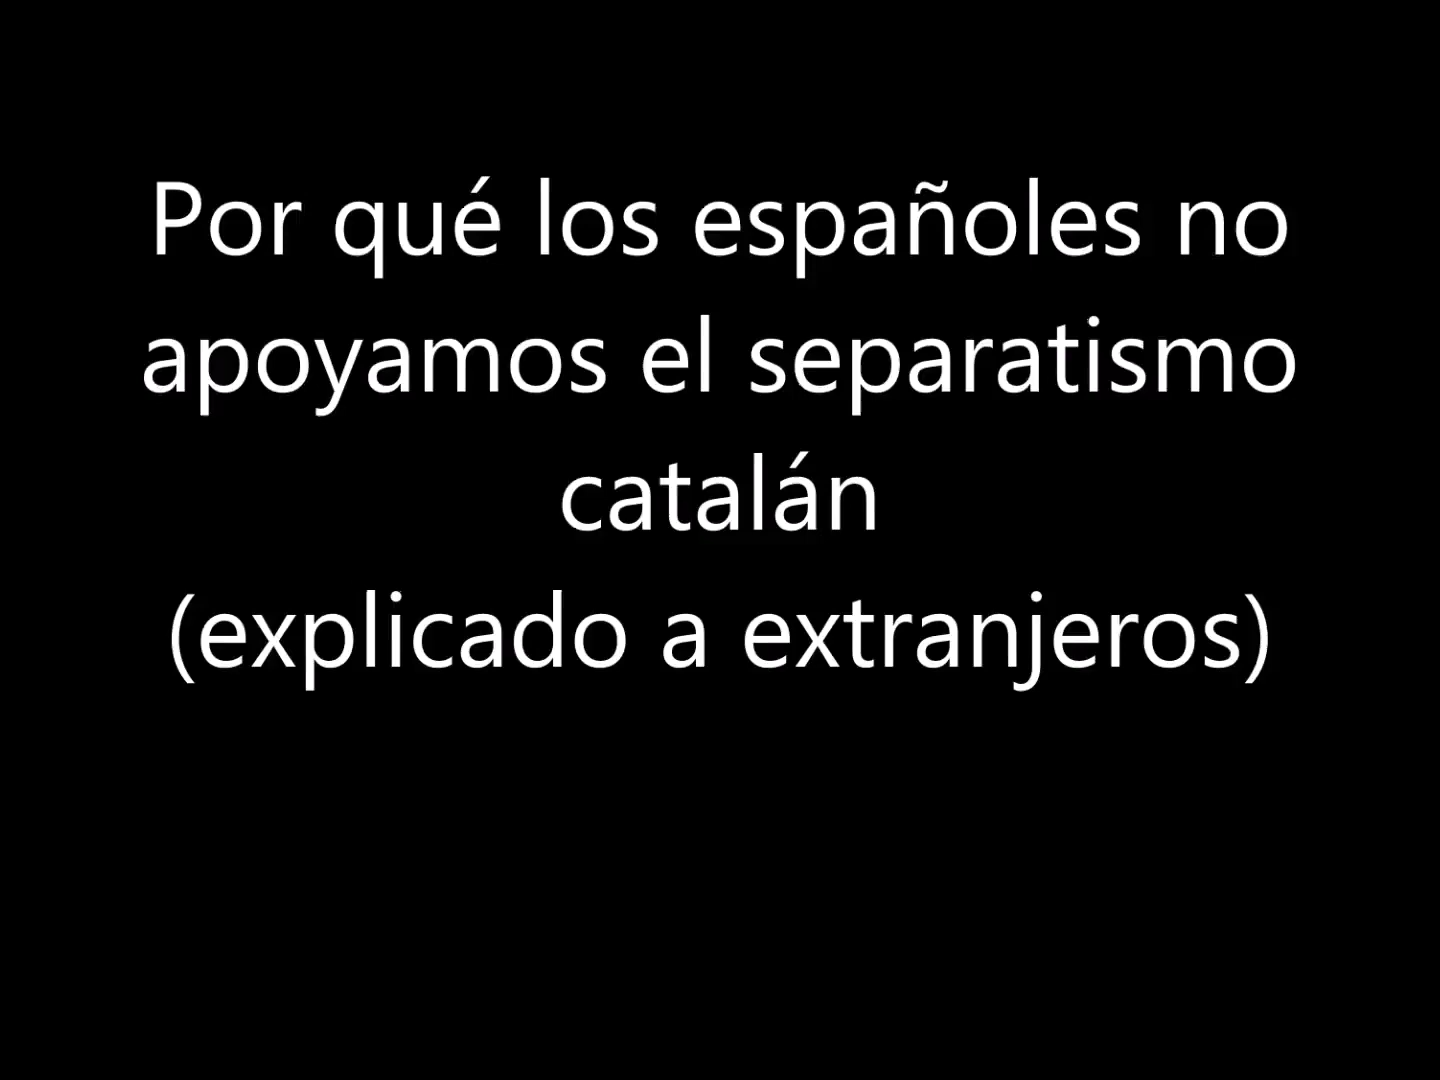 Por qué los españoles no
apoyamos el separatismo
catalán
(explicado a extranjeros)